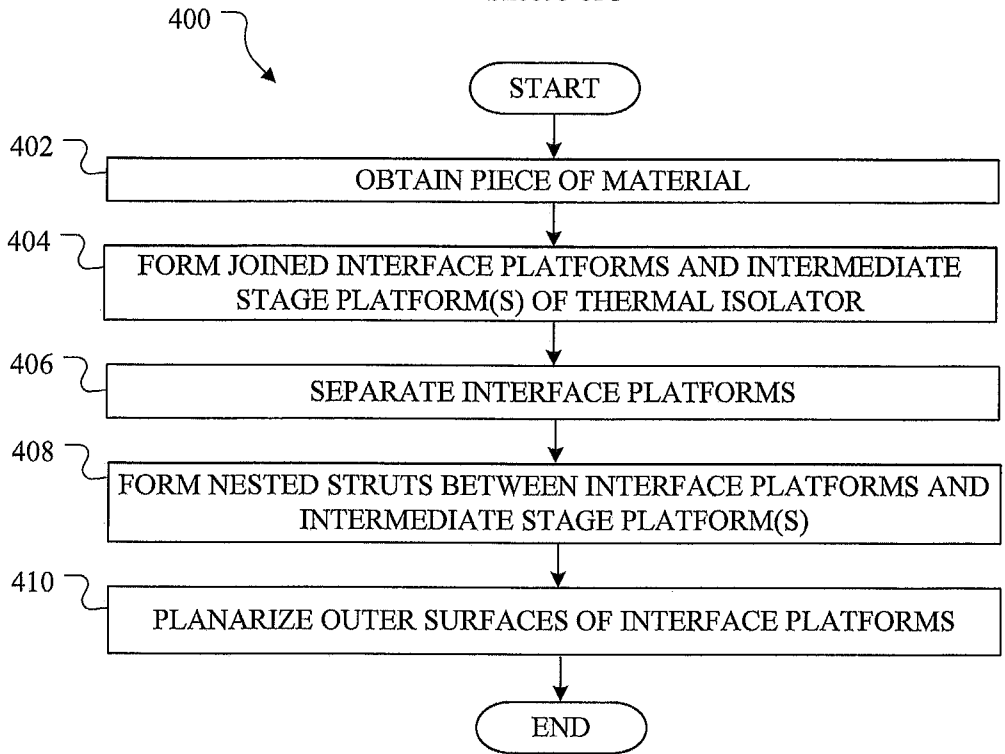 400
START
402
OBTAIN PIECE OF MATERIAL
404
FORM JOINED INTERFACE PLATFORMS AND INTERMEDIATE
STAGE PLATFORM(S) OF THERMAL ISOLATOR
406
SEPARATE INTERFACE PLATFORMS
408
FORM NESTED STRUTS BETWEEN INTERFACE PLATFORMS AND
INTERMEDIATE STAGE PLATFORM(S)
410
PLANARIZE OUTER SURFACES OF INTERFACE PLATFORMS
END